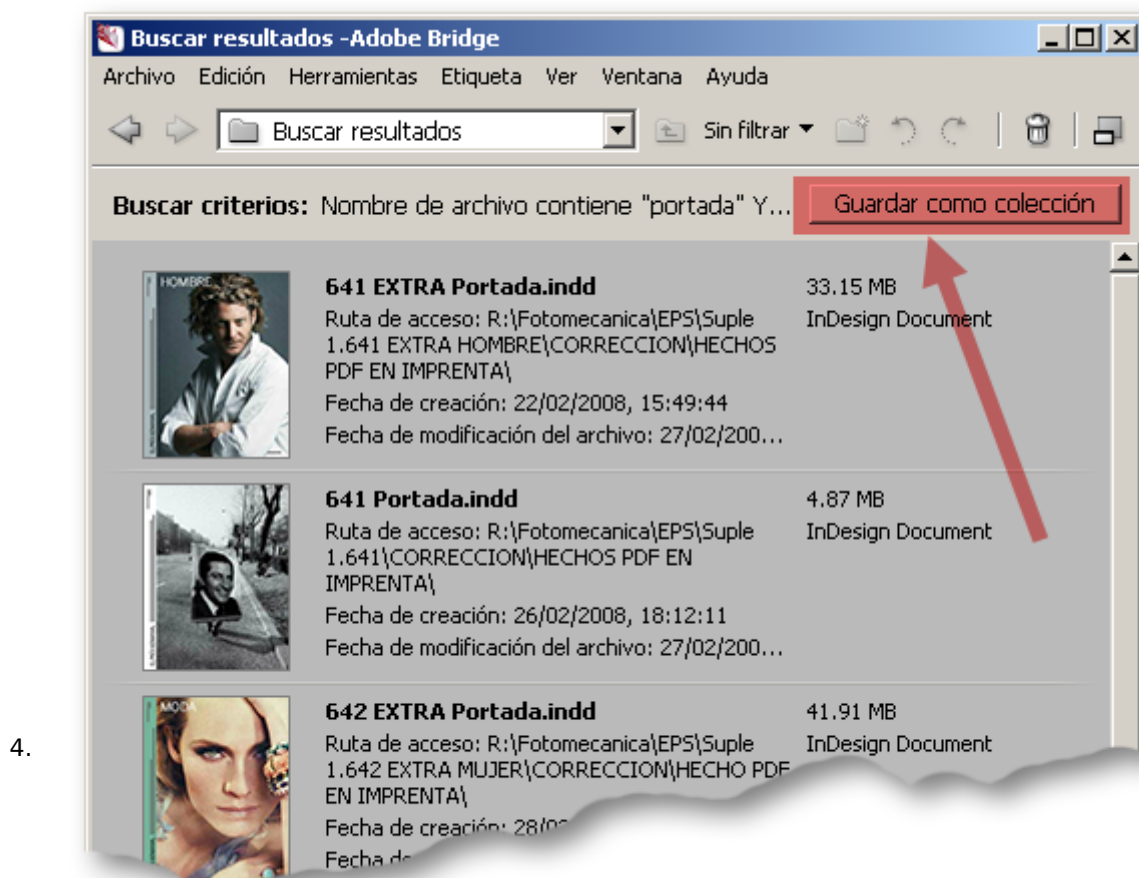 Buscar resultados -Adobe Bridge
Archivo Edición Herramientas Etiqueta Ver Ventana Ayuda
Buscar resultados Sin filtrar
Buscar criterios: Nombre de archivo contiene "portada" Y... Guardar como colección
HOMBRE
641 EXTRA Portada.indd 33.15 MB
Ruta de acceso: R:\Fotomecanica\EPS\Suple InDesign Document
1.641 EXTRA HOMBRE\CORRECCION\HECHOS
PDF EN IMPRENTA\
Fecha de creación: 22/02/2008, 15:49:44
Fecha de modificación del archivo: 27/02/200...
641 Portada.indd 4.87 MB
Ruta de acceso: R:\Fotomecanica\EPS\Suple InDesign Document
1.641\CORRECCION\HECHOS PDF EN
IMPRENTA\
Fecha de creación: 26/02/2008, 18:12:11
Fecha de modificación del archivo: 27/02/200...
MODA
642 EXTRA Portada.indd 41.91 MB
4. Ruta de acceso: R:\Fotomecanica\EPS\Suple InDesign Document
1.642 EXTRA MUJER\CORRECCION\HECHO PDF
EN IMPRENTA\
Fecha de creación: 28/0
Fecha de